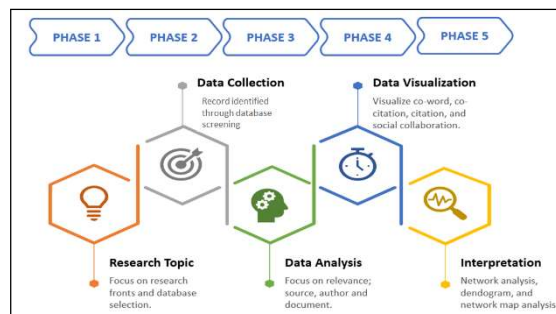 PHASE 1
PHASE 2
PHASE 3
PHASE 4
PHASE 5
Data Collection
Record identified
through database
screening
Data Visualization
Visualize co-word, co-
citation, citation, and
social collaboration.
Research Topic
Focus on research
fronts and database
selection.
Data Analysis
Focus on relevance;
source, author and
document.
Interpretation
Network analysis,
dendogram, and
network map analysis